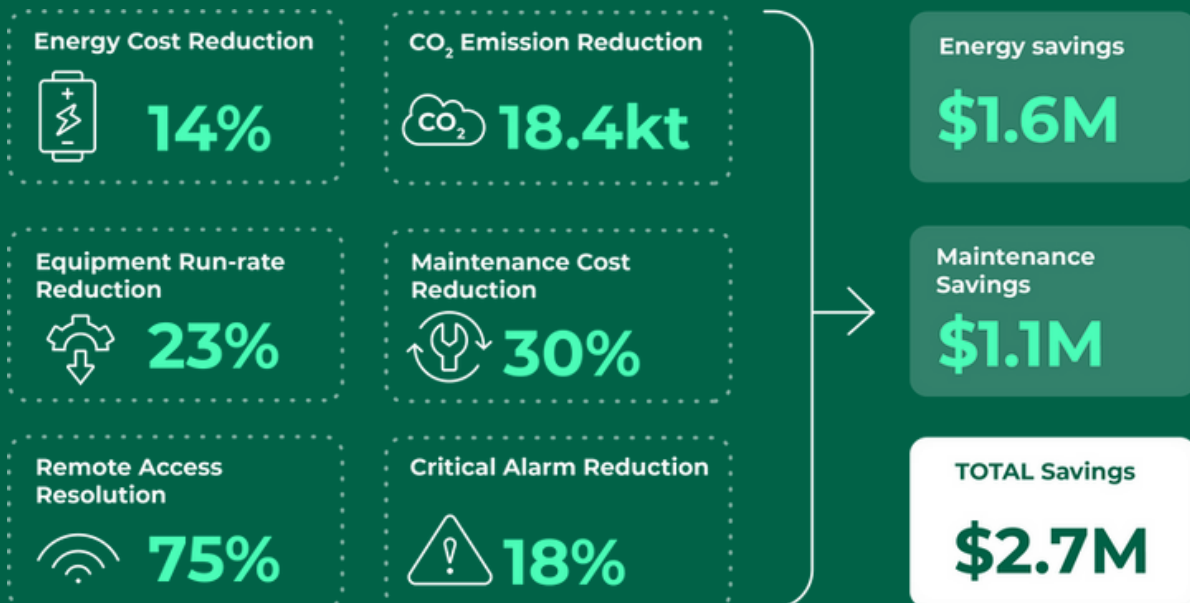 Energy Cost Reduction
14%
CO₂ Emission Reduction
CO₂
18.4kt
Equipment Run-rate
Reduction
23%
Maintenance Cost
Reduction
30%
Remote Access
Resolution
75%
Critical Alarm Reduction
18%
Energy savings
$1.6M
Maintenance
Savings
$1.1M
TOTAL Savings
$2.7M